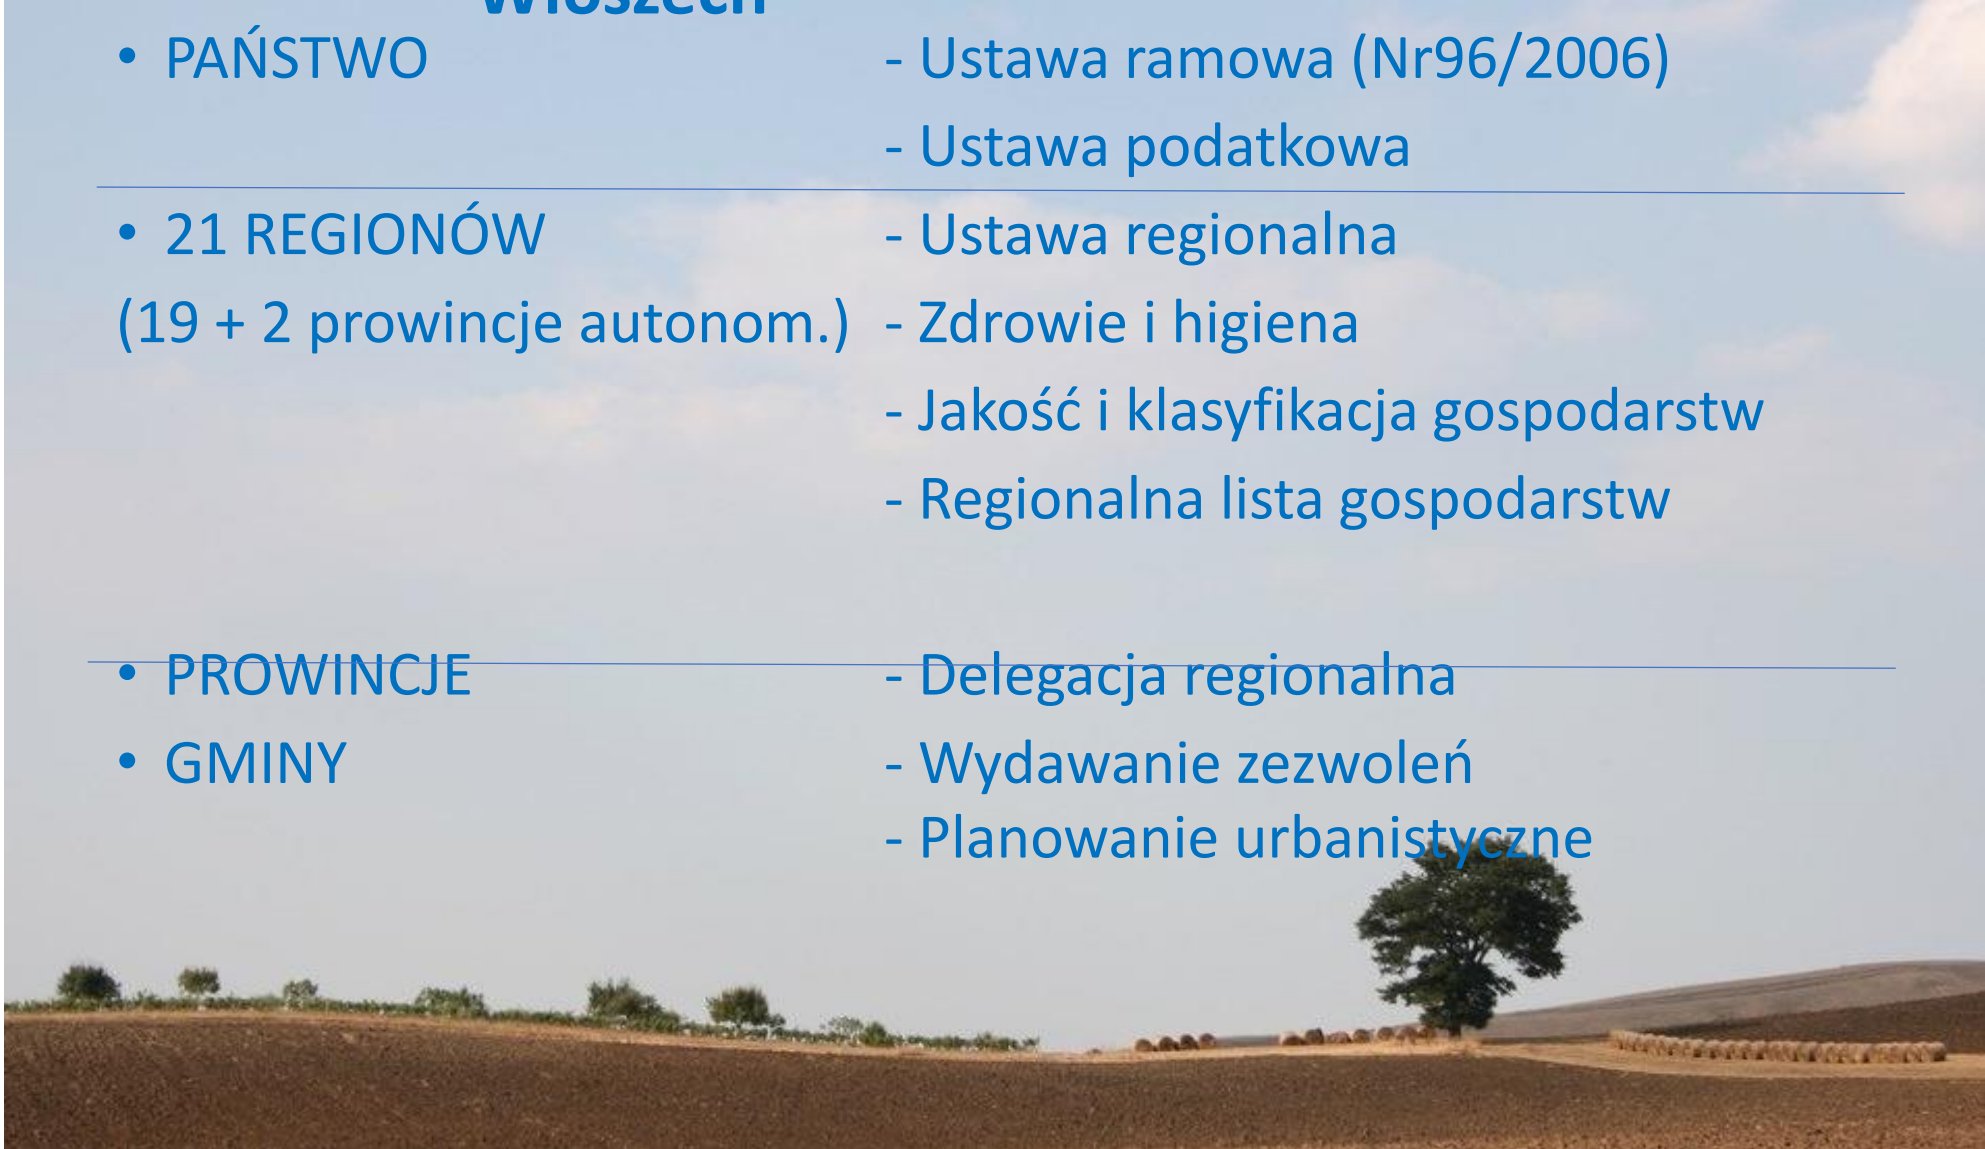 Włoszech
• PAŃSTWO - Ustawa ramowa (Nr96/2006)
- Ustawa podatkowa
• 21 REGIONÓW - Ustawa regionalna
(19 + 2 prowincje autonom.) - Zdrowie i higiena
- Jakość i klasyfikacja gospodarstw
- Regionalna lista gospodarstw
• PROWINCJE - Delegacja regionalna
• GMINY - Wydawanie zezwoleń
- Planowanie urbanistyczne